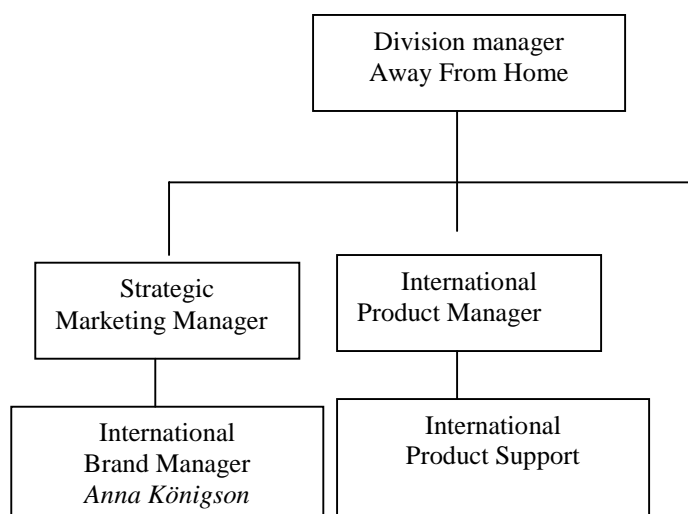 Division manager
Away From Home
Strategic
Marketing Manager
International
Product Manager
International
Brand Manager
Anna Königson
International
Product Support